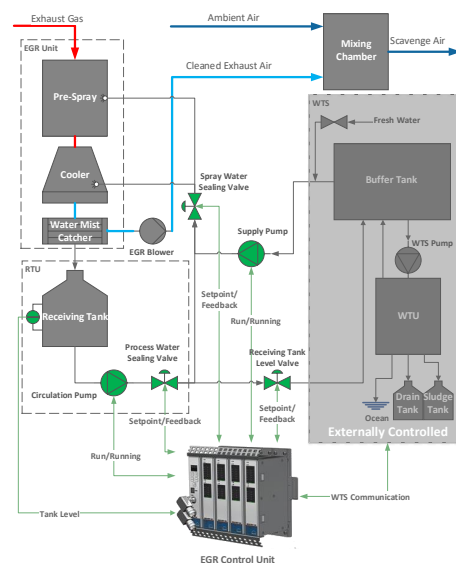 Exhaust Gas
Ambient Air
EGR Unit
Mixing
Chamber
Scavenge Air
Cleaned Exhaust Air
Pre-Spray
WTS
Fresh Water
Cooler
Buffer Tank
Spray Water
Sealing Valve
Water Mist
Catcher
EGR Blower
Supply Pump
WTS Pump
RTU
Receiving Tank
Setpoint/
Feedback
WTU
Run/Running
Process Water
Sealing Valve
Receiving Tank
Level Valve
Circulation Pump
Drain
Tank
Sludge
Tank
Ocean
Setpoint/
Feedback
Setpoint/
Feedback
Externally Controlled
Run/Running
Tank Level
WTS Communication
EGR Control Unit